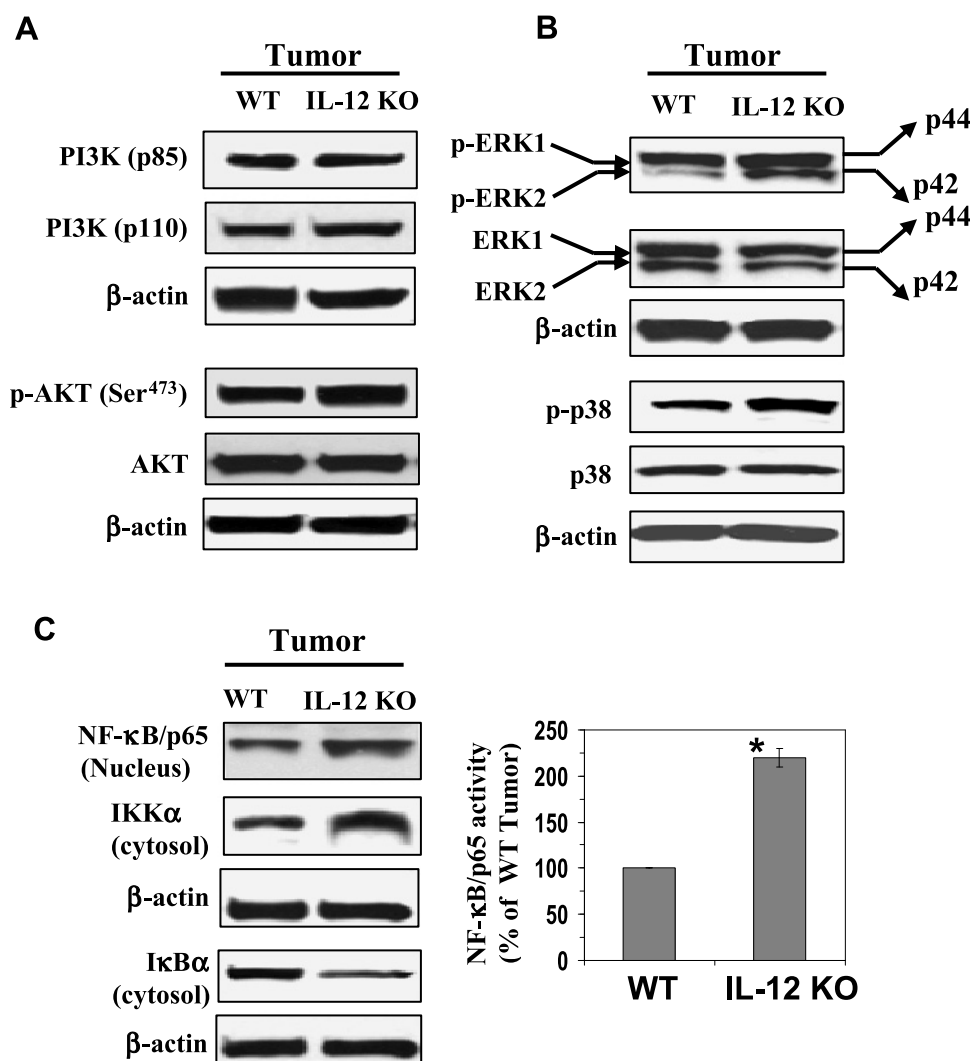 A
Tumor
WT IL-12 KO
PI3K (p85)
PI3K (p110)
β-actin
p-AKT (Ser473)
AKT
β-actin
B
Tumor
WT IL-12 KO
p-ERK1
p44
p-ERK2
p42
ERK1
p44
ERK2
p42
β-actin
p-p38
p38
β-actin
C
Tumor
WT IL-12 KO
NF-κB/p65
(Nucleus)
IKKα
(cytosol)
β-actin
IκBα
(cytosol)
β-actin
NF-κB/p65 activity
(% of WT Tumor)
250
200
150
100
50
0
*
WT IL-12 KO